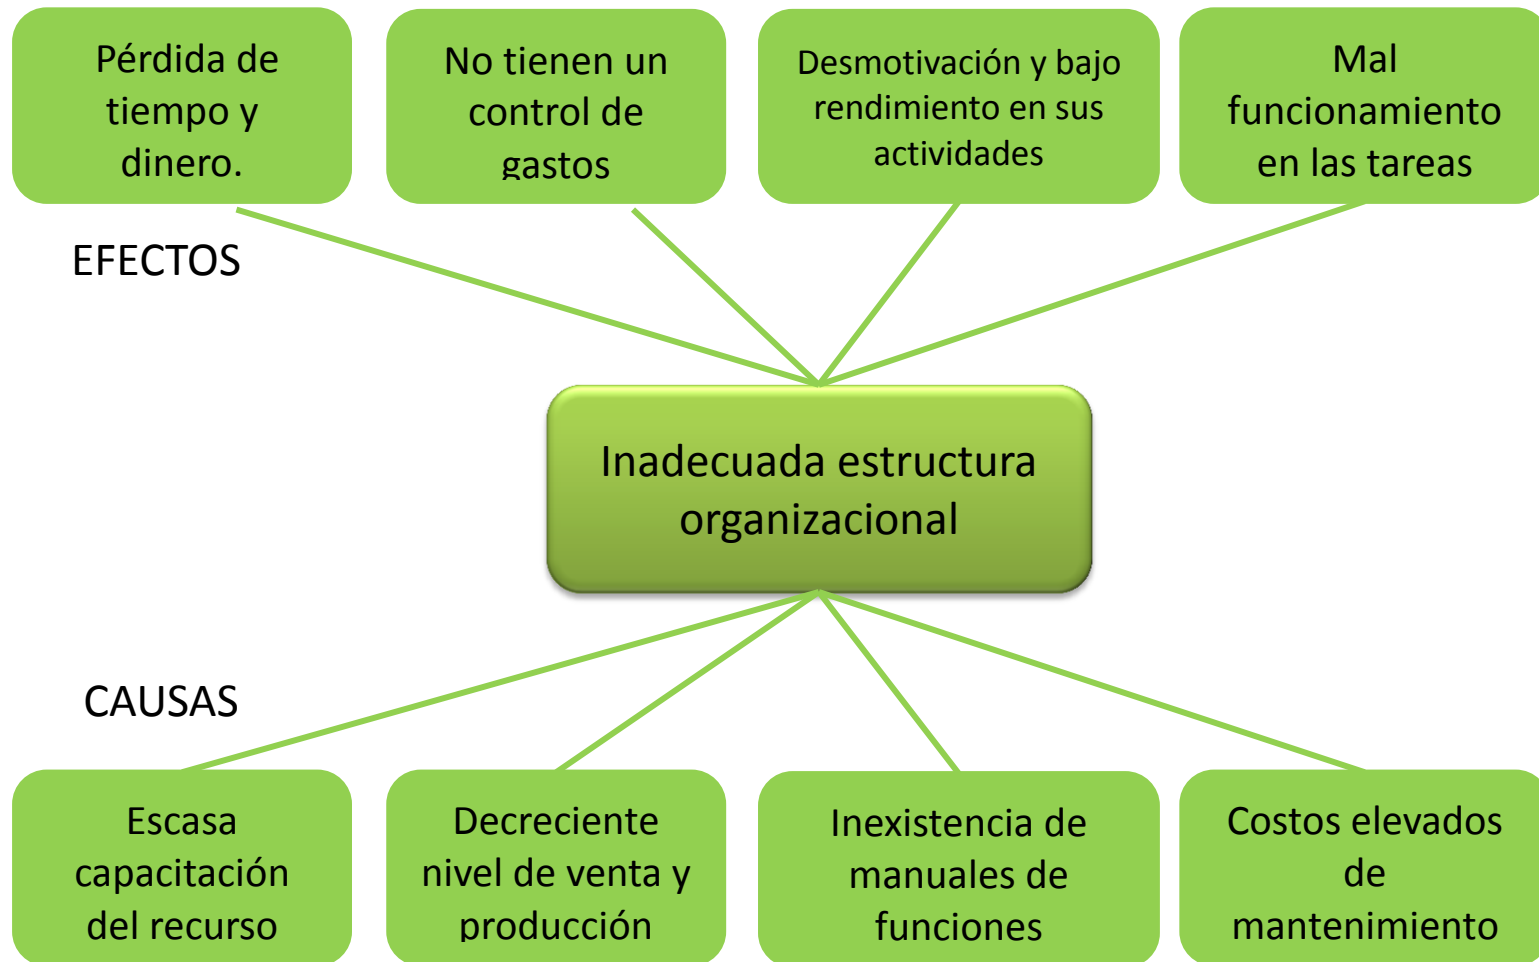 Pérdida de
tiempo y
dinero.
No tienen un
control de
gastos
Desmotivación y bajo
rendimiento en sus
actividades
Mal
funcionamiento
en las tareas
EFECTOS
Inadecuada estructura
organizacional
CAUSAS
Escasa
capacitación
del recurso
Decreciente
nivel de venta y
producción
Inexistencia de
manuales de
funciones
Costos elevados
de
mantenimiento